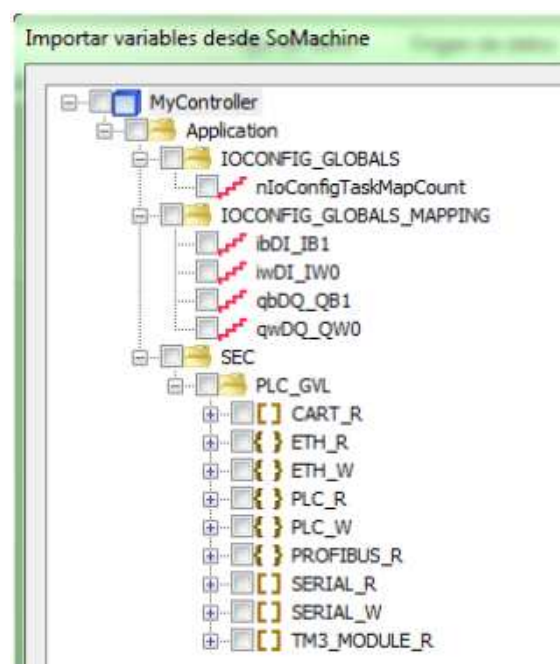 Importar variables desde SoMachine
MyController
Application
IOCONFIG_GLOBALS
nIoConfigTaskMapCount
IOCONFIG_GLOBALS_MAPPING
ibDI_IB1
iwDI_IW0
qbDQ_QB1
qwDQ_QW0
SEC
PLC_GVL
CART_R
ETH_R
ETH_W
PLC_R
PLC_W
PROFIBUS_R
SERIAL_R
SERIAL_W
TM3_MODULE_R